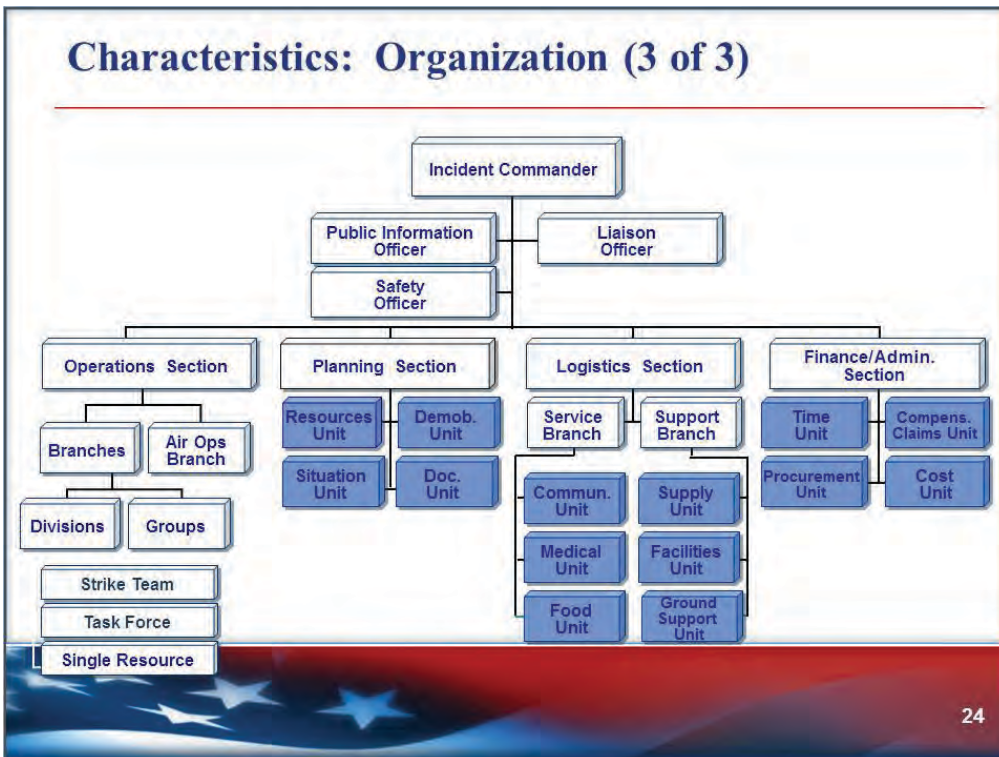 Characteristics: Organization (3 of 3)
Incident Commander
Public Information
Officer
Liaison
Officer
Safety
Officer
Operations Section
Planning Section
Logistics Section
Finance/Admin.
Section
Branches
Air Ops
Branch
Divisions
Groups
Strike Team
Task Force
Single Resource
Resources
Unit
Demob.
Unit
Situation
Unit
Doc.
Unit
Service
Branch
Support
Branch
Commun.
Unit
Supply
Unit
Medical
Unit
Facilities
Unit
Food
Unit
Ground
Support
Unit
Time
Unit
Compens.
Claims Unit
Procurement
Unit
Cost
Unit
24